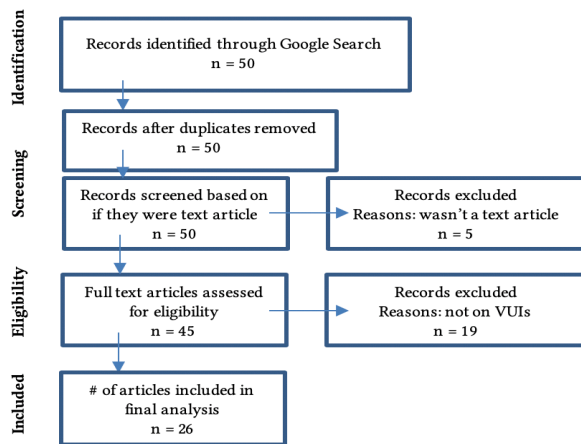 Identification
Records identified through Google Search
n = 50
Screening
Records after duplicates removed
n = 50
Records screened based on
if they were text article
n = 50
Records excluded
Reasons: wasn't a text article
n = 5
Eligibility
Full text articles assessed
for eligibility
n = 45
Records excluded
Reasons: not on VUIs
n = 19
Included
# of articles included in
final analysis
n = 26